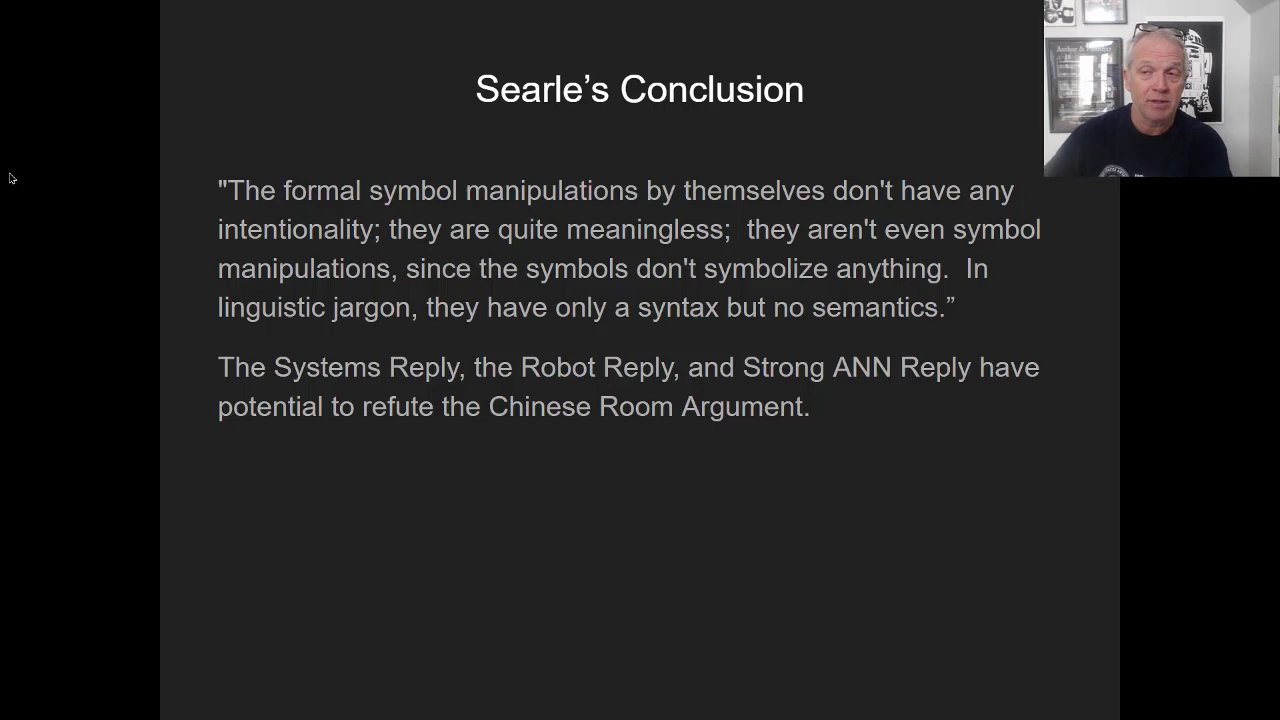 Searle’s Conclusion
"The formal symbol manipulations by themselves don't have any
intentionality; they are quite meaningless;  they aren't even symbol
manipulations, since the symbols don't symbolize anything.  In
linguistic jargon, they have only a syntax but no semantics.”
The Systems Reply, the Robot Reply, and Strong ANN Reply have
potential to refute the Chinese Room Argument.